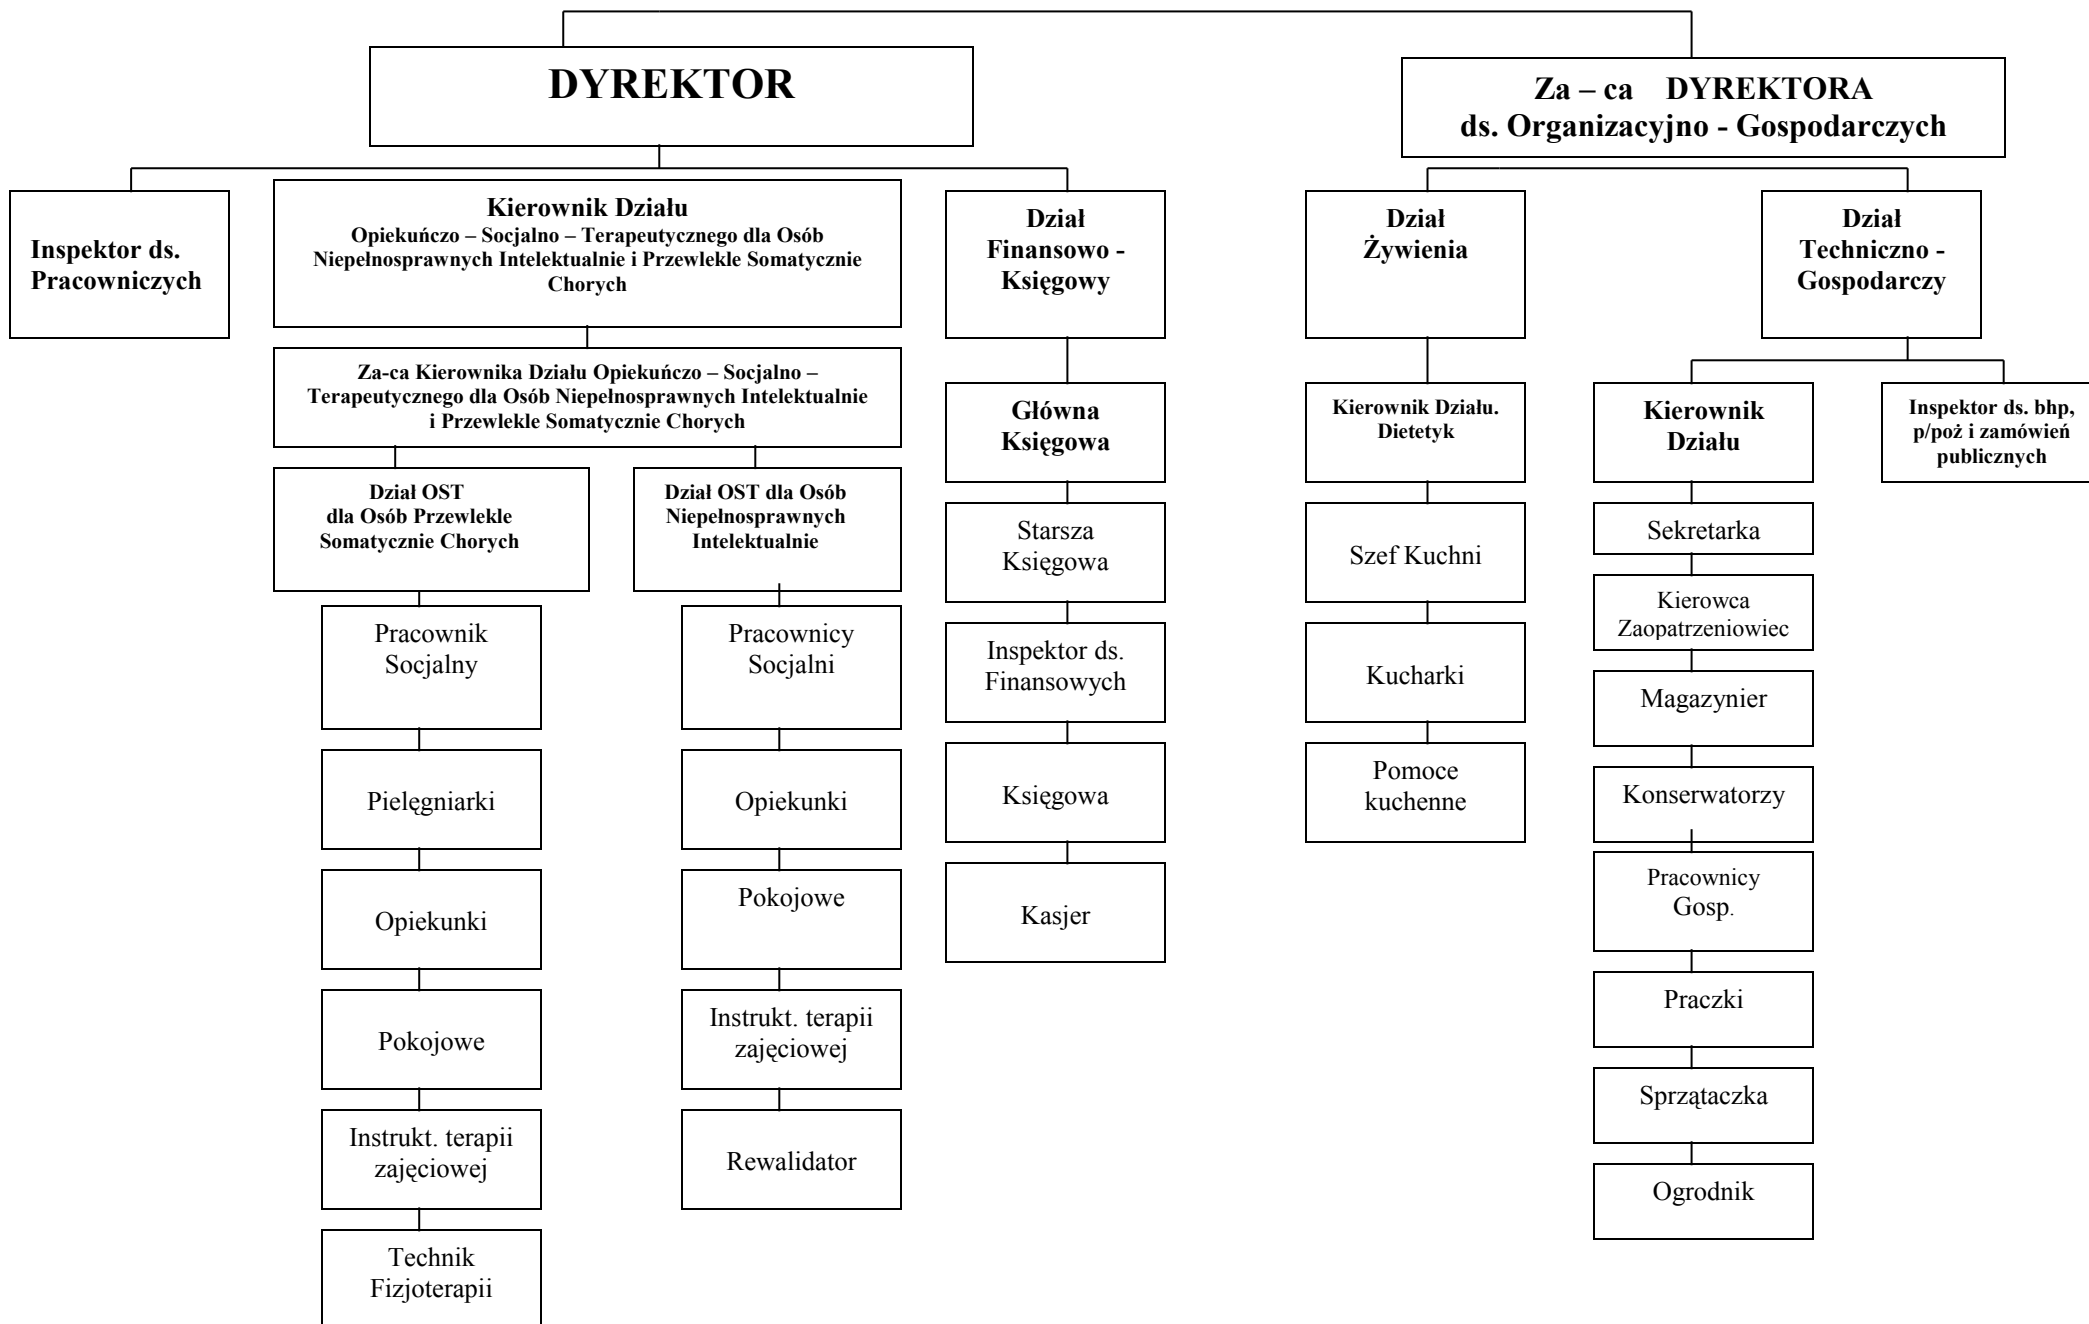 DYREKTOR
Za – ca DYREKTORA
ds. Organizacyjno - Gospodarczych
Inspektor ds.
Pracowniczych
Kierownik Działu
Opiekuńczo – Socjalno – Terapeutycznego dla Osób
Niepełnosprawnych Intelektualnie i Przewlekle Somatycznie
Chorych
Dział
Finansowo -
Księgowy
Dział
Żywienia
Dział
Techniczno -
Gospodarczy
Za-ca Kierownika Działu Opiekuńczo – Socjalno –
Terapeutycznego dla Osób Niepełnosprawnych Intelektualnie
i Przewlekle Somatycznie Chorych
Główna
Księgowa
Kierownik Działu.
Dietetyk
Kierownik
Działu
Inspektor ds. bhp,
p/poż i zamówień
publicznych
Dział OST
dla Osób Przewlekle
Somatycznie Chorych
Dział OST dla Osób
Niepełnosprawnych
Intelektualnie
Pracownik
Socjalny
Pielęgniarki
Opiekunki
Pokojowe
Instrukt. terapii
zajęciowej
Technik
Fizjoterapii
Pracownicy
Socjalni
Opiekunki
Pokojowe
Instrukt. terapii
zajęciowej
Rewalidator
Starsza
Księgowa
Inspektor ds.
Finansowych
Księgowa
Kasjer
Szef Kuchni
Kucharki
Pomoce
kuchenne
Sekretarka
Kierowca
Zaopatrzeniowiec
Magazynier
Konserwatorzy
Pracownicy
Gosp.
Praczki
Sprzątaczka
Ogrodnik